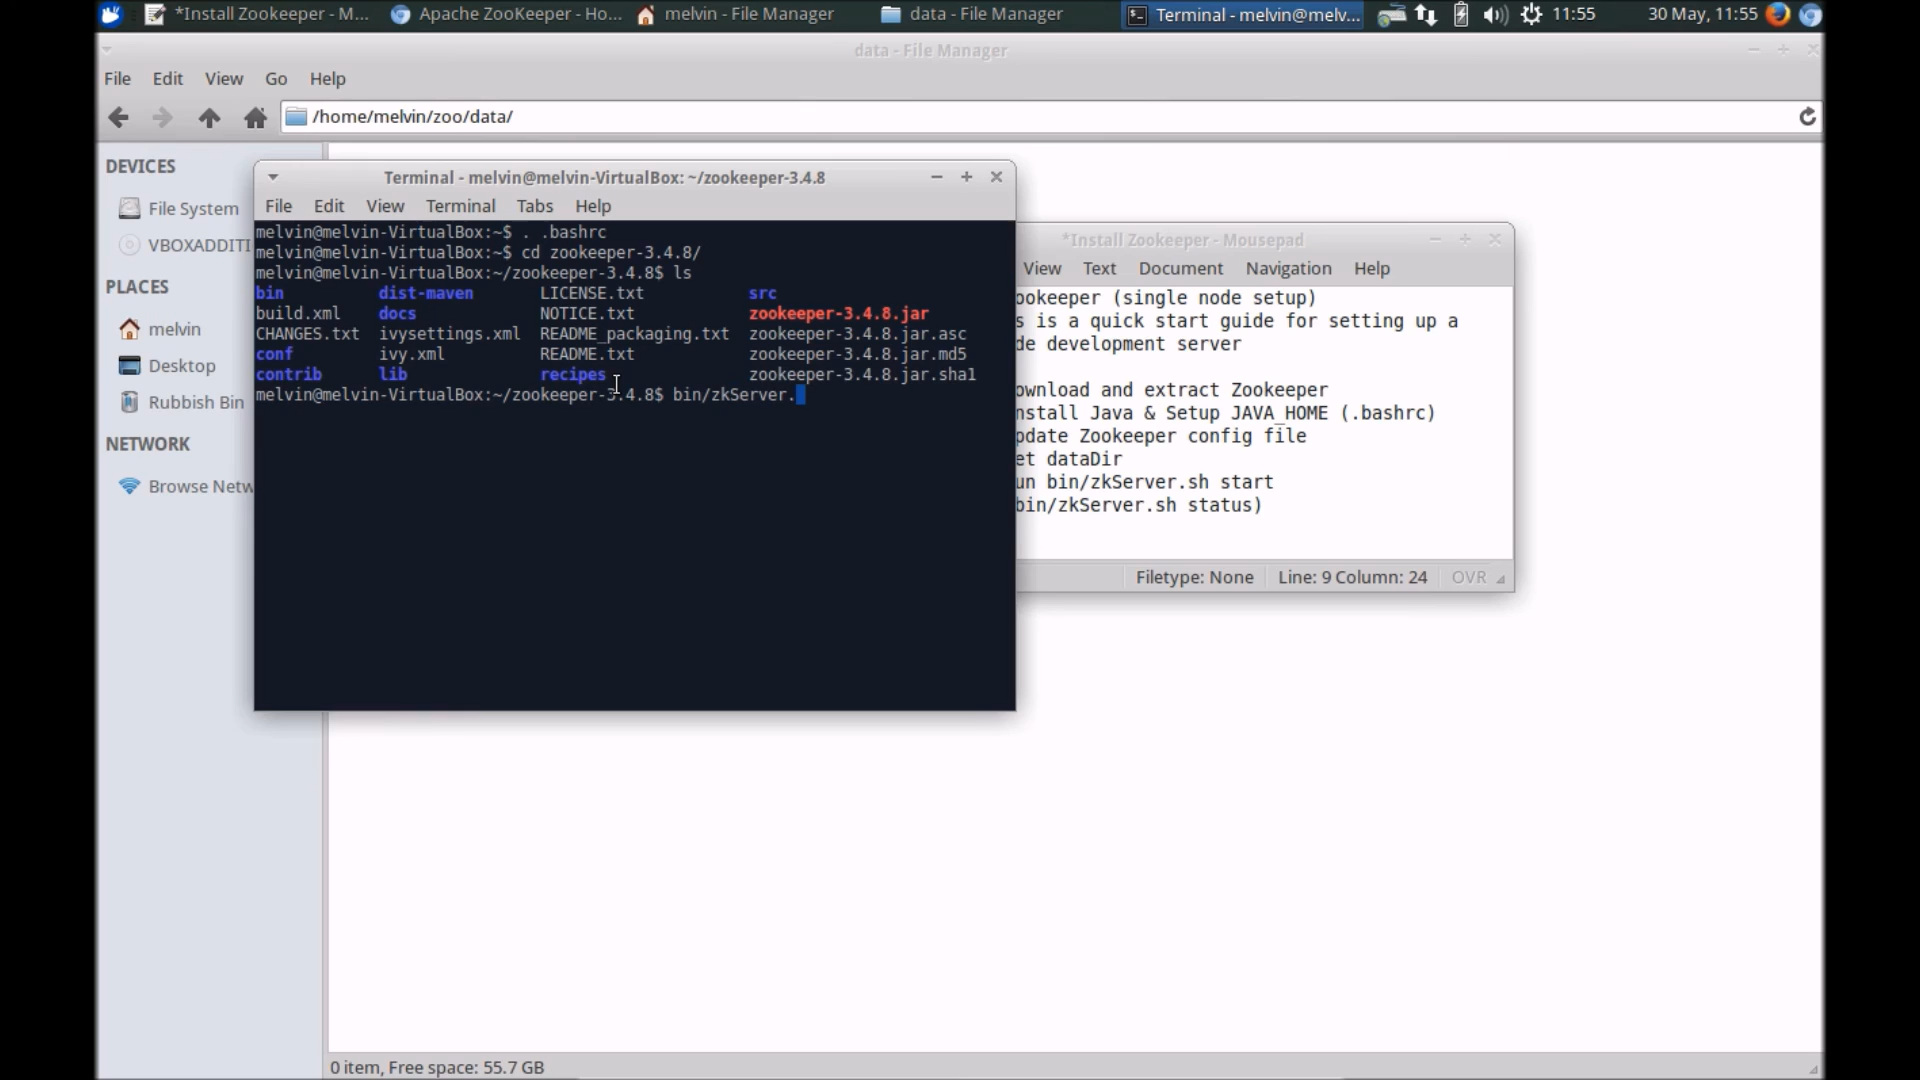 *Install Zookeeper - M... Apache ZooKeeper - Ho... melvin - File Manager data - File Manager Terminal - melvin@melv... 11:55 30 May, 11:55
data - File Manager
File Edit View Go Help
/home/melvin/zoo/data/
DEVICES
File System
VBOXADDITI
PLACES
melvin
Desktop
Rubbish Bin
NETWORK
Browse Netw
Terminal - melvin@melvin-VirtualBox: ~/zookeeper-3.4.8
File Edit View Terminal Tabs Help
melvin@melvin-VirtualBox:~$ . .bashrc
melvin@melvin-VirtualBox:~$ cd zookeeper-3.4.8/
melvin@melvin-VirtualBox:~/zookeeper-3.4.8$ ls
bin dist-maven LICENSE.txt src
build.xml docs NOTICE.txt zookeeper-3.4.8.jar
CHANGES.txt ivysettings.xml README_packaging.txt zookeeper-3.4.8.jar.asc
conf ivy.xml README.txt zookeeper-3.4.8.jar.md5
contrib lib recipes zookeeper-3.4.8.jar.sha1
melvin@melvin-VirtualBox:~/zookeeper-3.4.8$ bin/zkServer.
*Install Zookeeper - Mousepad
View Text Document Navigation Help
ookeeper (single node setup)
s is a quick start guide for setting up a
de development server
ownload and extract Zookeeper
nstall Java & Setup JAVA_HOME (.bashrc)
pdate Zookeeper config file
et dataDir
un bin/zkServer.sh start
bin/zkServer.sh status)
Filetype: None Line: 9 Column: 24 OVR
0 item, Free space: 55.7 GB